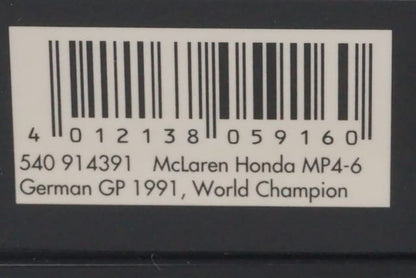 4 012138 059160
540 914391 McLaren Honda MP4-6
German GP 1991, World Champion